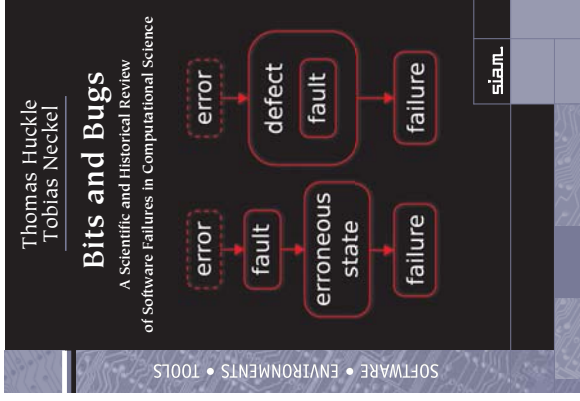 Thomas Huckle
Tobias Neckel
Bits and Bugs
A Scientific and Historical Review
of Software Failures in Computational Science
error
fault
erroneous
state
failure
error
defect
fault
failure
siam
SOFTWARE • ENVIRONMENTS • TOOLS